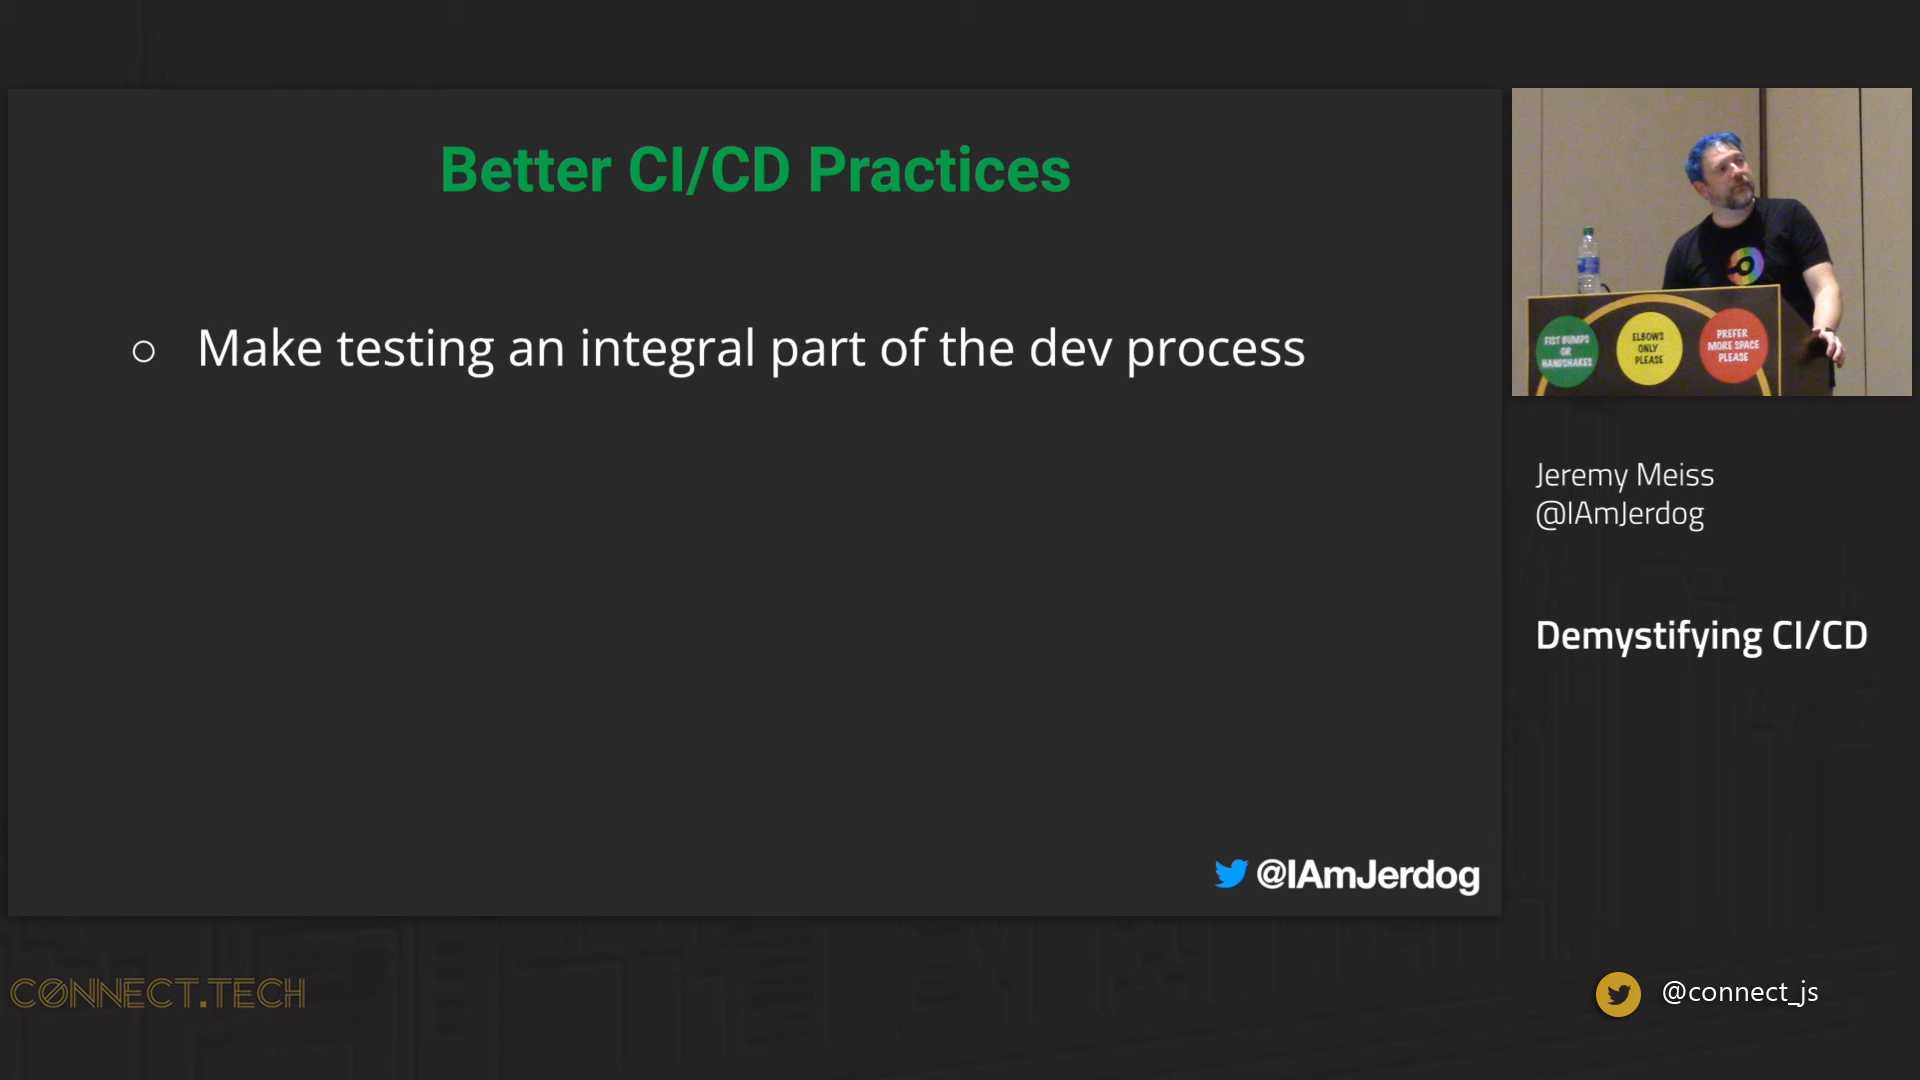 Better CI/CD Practices
○ Make testing an integral part of the dev process
@IAmJerdog
FIST BUMPS
OR
HANDSHAKES
ELBOWS
ONLY
PLEASE
PREFER
MORE SPACE
PLEASE
Jeremy Meiss
@IAmJerdog
Demystifying CI/CD
CONNECT.TECH
@connect_js